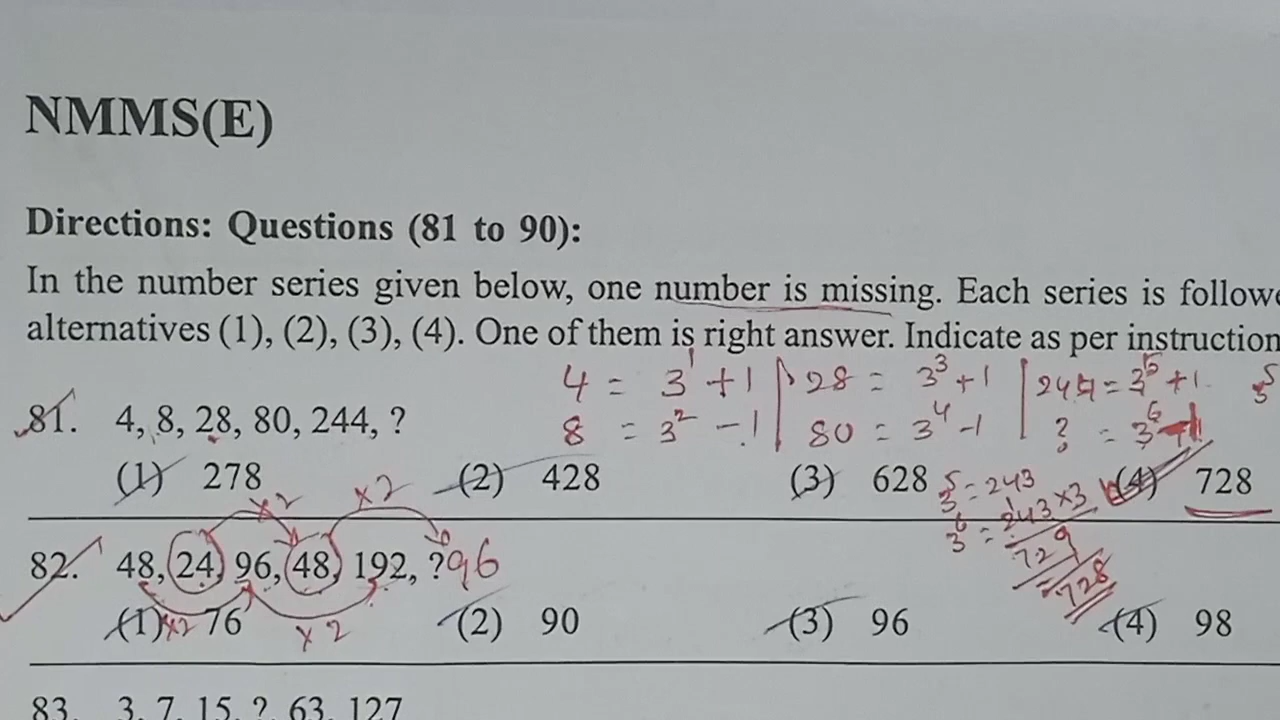 NMMS(E)
Directions: Questions (81 to 90):
In the number series given below, one number is missing. Each series is followe
alternatives (1), (2), (3), (4). One of them is right answer. Indicate as per instruction
4 = 3¹ + 1 28 = 3³ + 1 244 = 3⁵ + 1
81. 4, 8, 28, 80, 244, ?
8 = 3² - 1 80 = 3⁴ - 1 ? = 3⁶ - 1
(1) 278 (2) 428 (3) 628 (4) 728
3⁵ = 243
3⁶ = 243 × 3
729
= 728
×2 ×2
82. 48, 24, 96, 48, 192, ? 96
(1) 76 (2) 90 (3) 96 (4) 98
×2 ×2
83. 3, 7, 15, ?, 63, 127